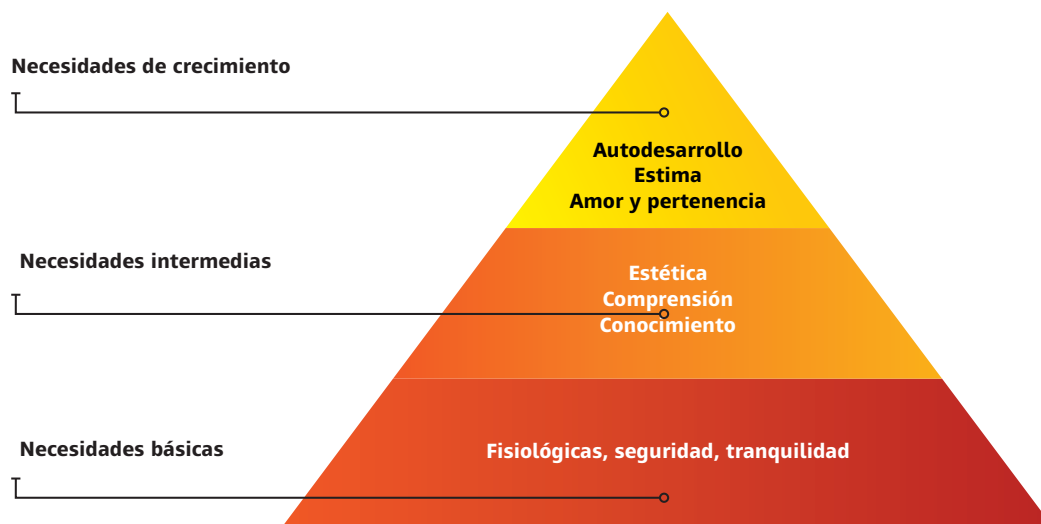 Necesidades de crecimiento
Autodesarrollo
Estima
Amor y pertenencia
Necesidades intermedias
Estética
Comprensión
Conocimiento
Necesidades básicas
Fisiológicas, seguridad, tranquilidad